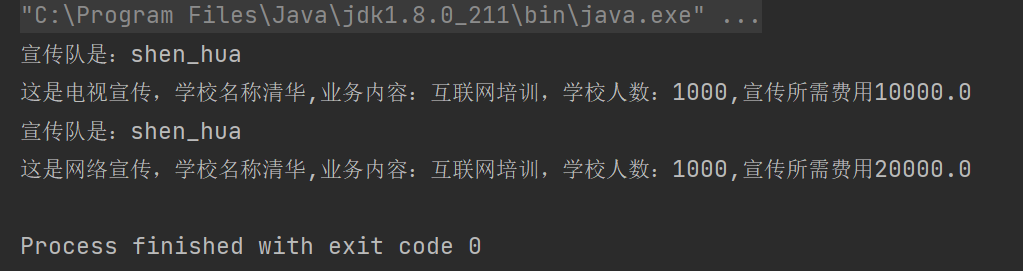 "C:\Program Files\Java\jdk1.8.0_211\bin\java.exe" ...
宣传队是：shen_hua
这是电视宣传，学校名称清华,业务内容：互联网培训，学校人数：1000,宣传所需费用10000.0
宣传队是：shen_hua
这是网络宣传，学校名称清华,业务内容：互联网培训，学校人数：1000,宣传所需费用20000.0
Process finished with exit code 0